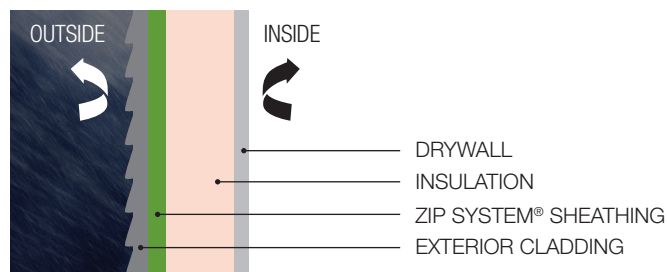 OUTSIDE
INSIDE
DRYWALL
INSULATION
ZIP SYSTEM® SHEATHING
EXTERIOR CLADDING